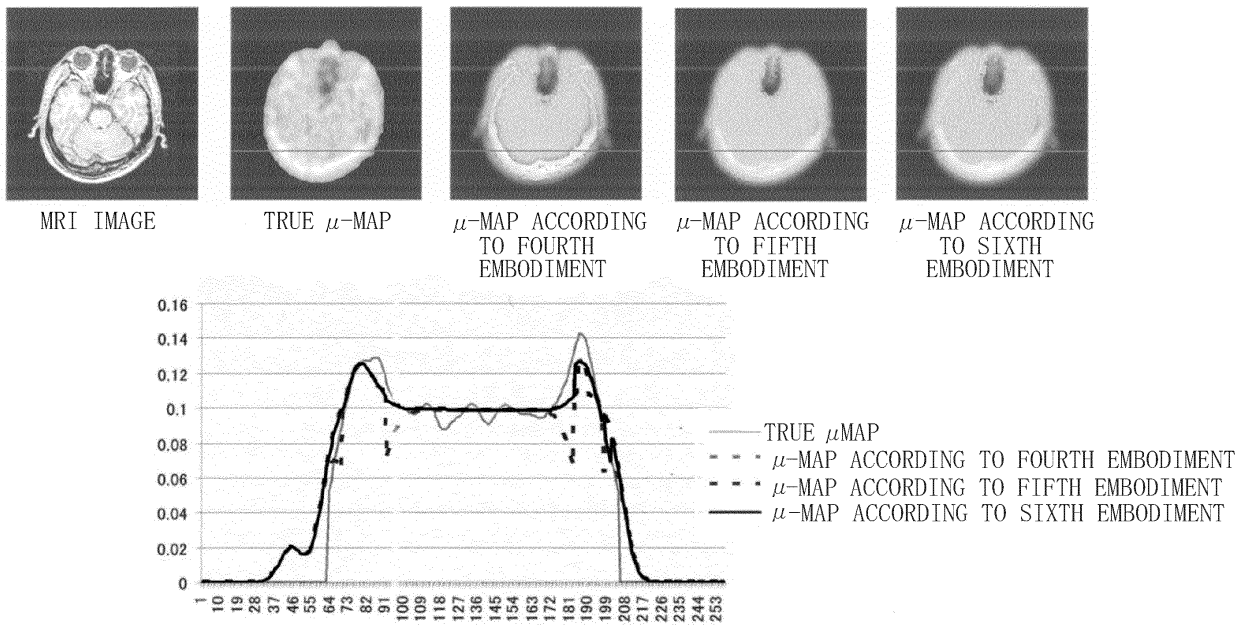 MRI IMAGE
TRUE μ-MAP
μ-MAP ACCORDING
TO FOURTH
EMBODIMENT
μ-MAP ACCORDING
TO FIFTH
EMBODIMENT
μ-MAP ACCORDING
TO SIXTH
EMBODIMENT
0.16
0.14
0.12
0.1
0.08
0.06
0.04
0.02
0
1 10 19 28 37 46 55 64 73 82 91 100 109 118 127 136 145 154 163 172 181 190 199 208 217 226 235 244 253
TRUE μMAP
μ-MAP ACCORDING TO FOURTH EMBODIMENT
μ-MAP ACCORDING TO FIFTH EMBODIMENT
μ-MAP ACCORDING TO SIXTH EMBODIMENT